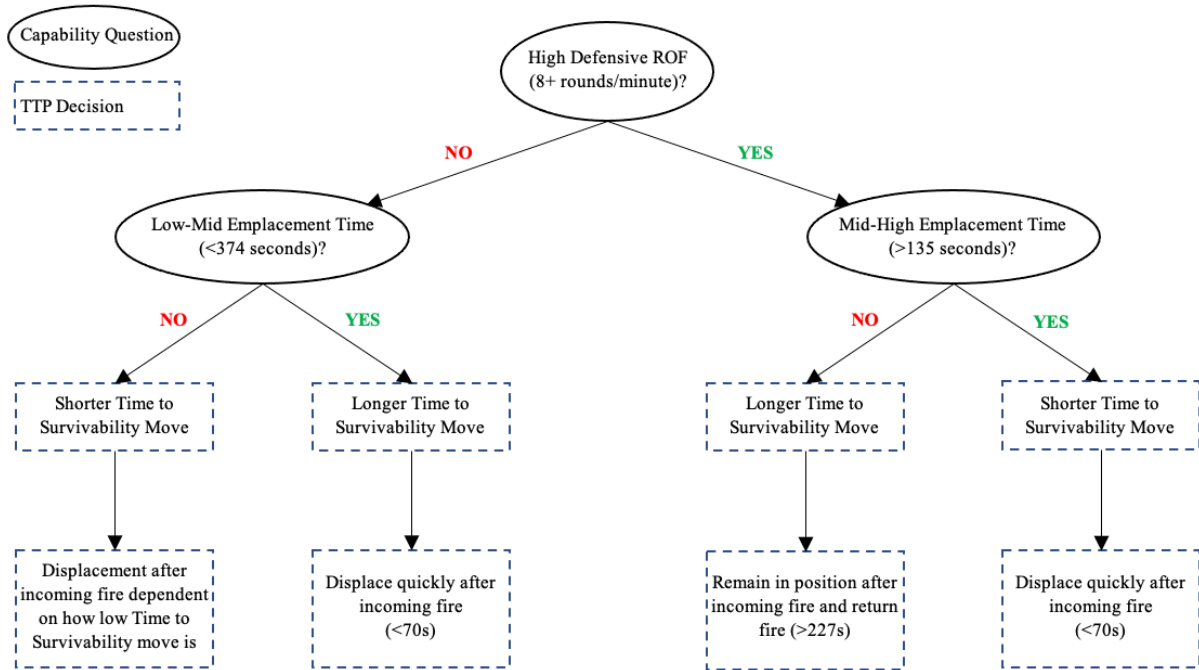 Capability Question
TTP Decision
High Defensive ROF
(8+ rounds/minute)?
NO
YES
Low-Mid Emplacement Time
(<374 seconds)?
Mid-High Emplacement Time
(>135 seconds)?
NO
YES
NO
YES
Shorter Time to
Survivability Move
Longer Time to
Survivability Move
Longer Time to
Survivability Move
Shorter Time to
Survivability Move
Displacement after
incoming fire dependent
on how low Time to
Survivability move is
Displace quickly after
incoming fire
(<70s)
Remain in position after
incoming fire and return
fire (>227s)
Displace quickly after
incoming fire
(<70s)